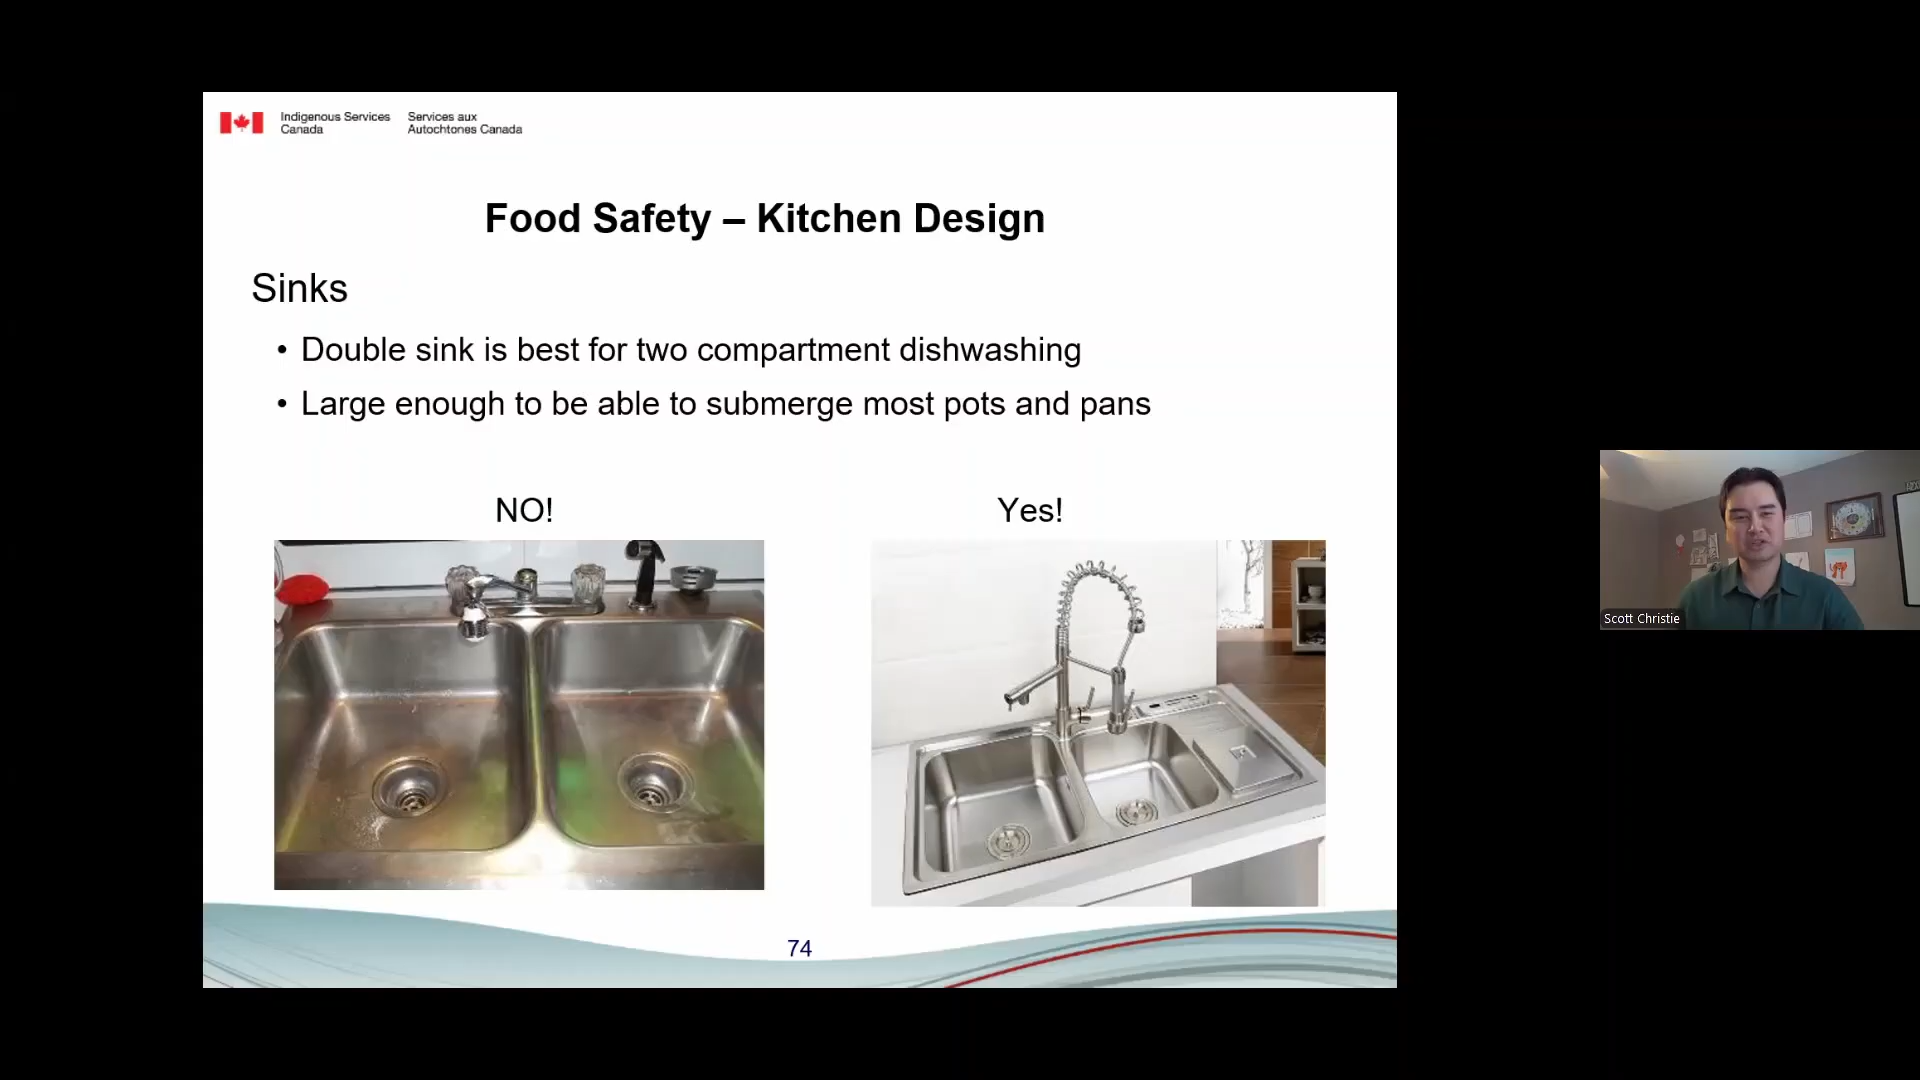 Indigenous Services
Canada
Services aux
Autochtones Canada
Food Safety – Kitchen Design
Sinks
• Double sink is best for two compartment dishwashing
• Large enough to be able to submerge most pots and pans
NO!
Yes!
74
Scott Christie